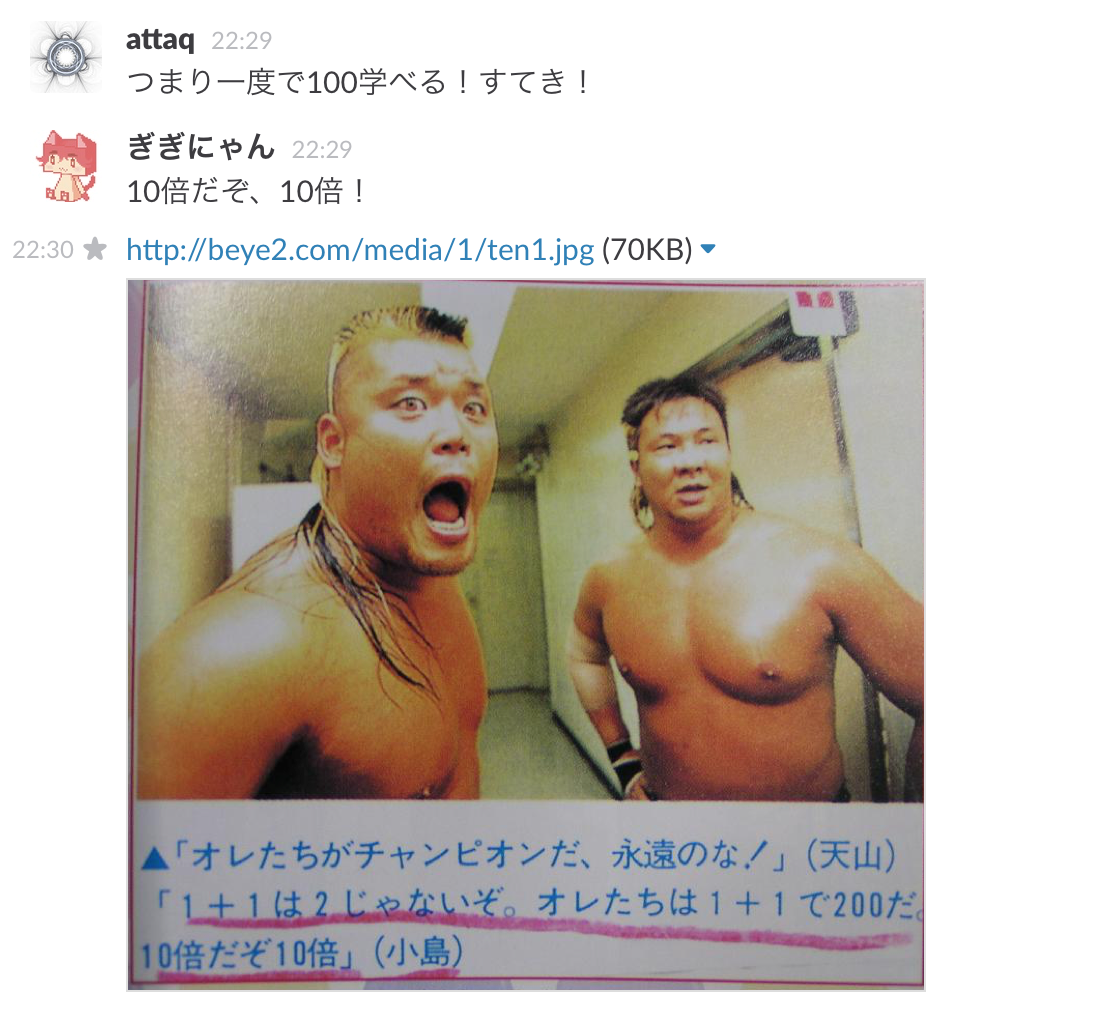 attaq 22:29
つまり一度で100学べる！すてき！
ぎぎにゃん 22:29
10倍だぞ、10倍！
22:30 ★ http://beye2.com/media/1/ten1.jpg (70KB)
▲「オレたちがチャンピオンだ、永遠のな！」（天山）
「1＋1は2じゃないぞ。オレたちは1＋1で200だ。
10倍だぞ10倍」（小島）